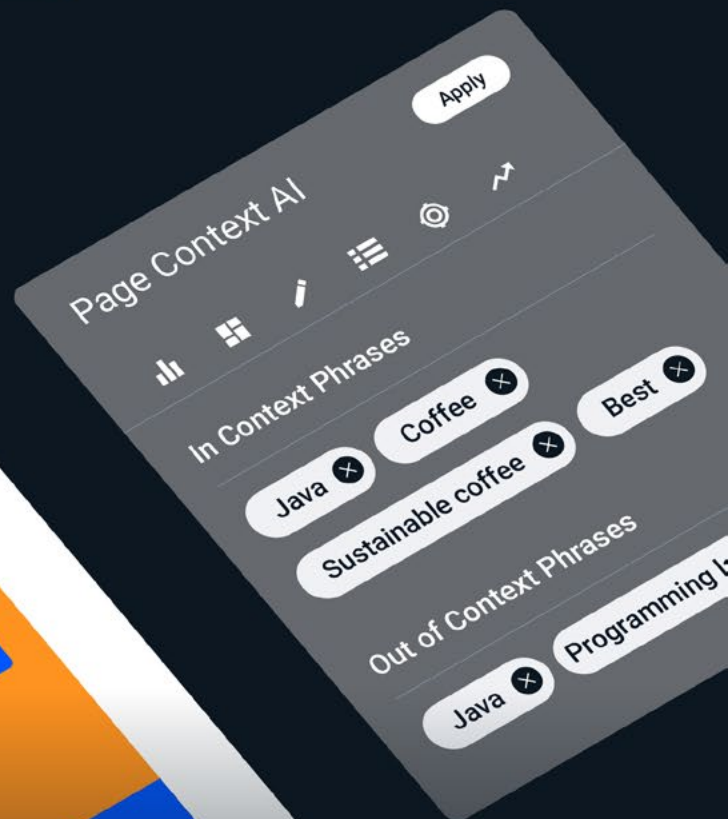 Apply
Page Context AI
In Context Phrases
Java Coffee
Sustainable coffee Best
Out of Context Phrases
Java Programming